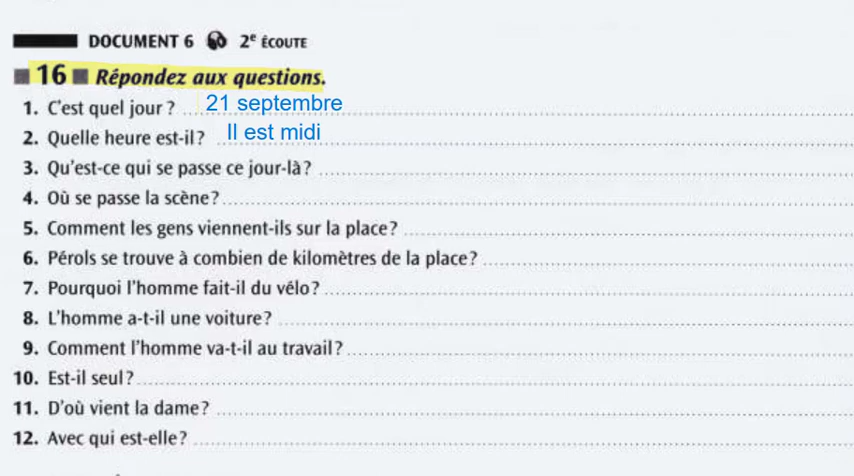 DOCUMENT 6 2e ÉCOUTE
16 Répondez aux questions.
1. C'est quel jour ? 21 septembre
2. Quelle heure est-il ? Il est midi
3. Qu'est-ce qui se passe ce jour-là ?
4. Où se passe la scène ?
5. Comment les gens viennent-ils sur la place ?
6. Pérols se trouve à combien de kilomètres de la place ?
7. Pourquoi l'homme fait-il du vélo ?
8. L'homme a-t-il une voiture ?
9. Comment l'homme va-t-il au travail ?
10. Est-il seul ?
11. D'où vient la dame ?
12. Avec qui est-elle ?